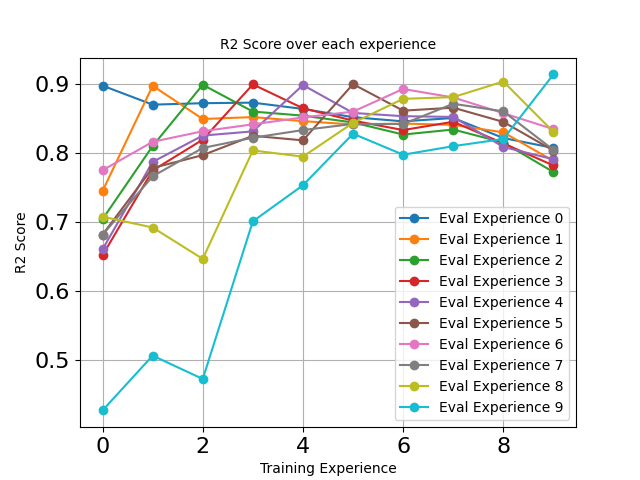 R2 Score over each experience
0.9
0.8
0.7
0.6
0.5
R2 Score
Eval Experience 0
Eval Experience 1
Eval Experience 2
Eval Experience 3
Eval Experience 4
Eval Experience 5
Eval Experience 6
Eval Experience 7
Eval Experience 8
Eval Experience 9
0 2 4 6 8
Training Experience